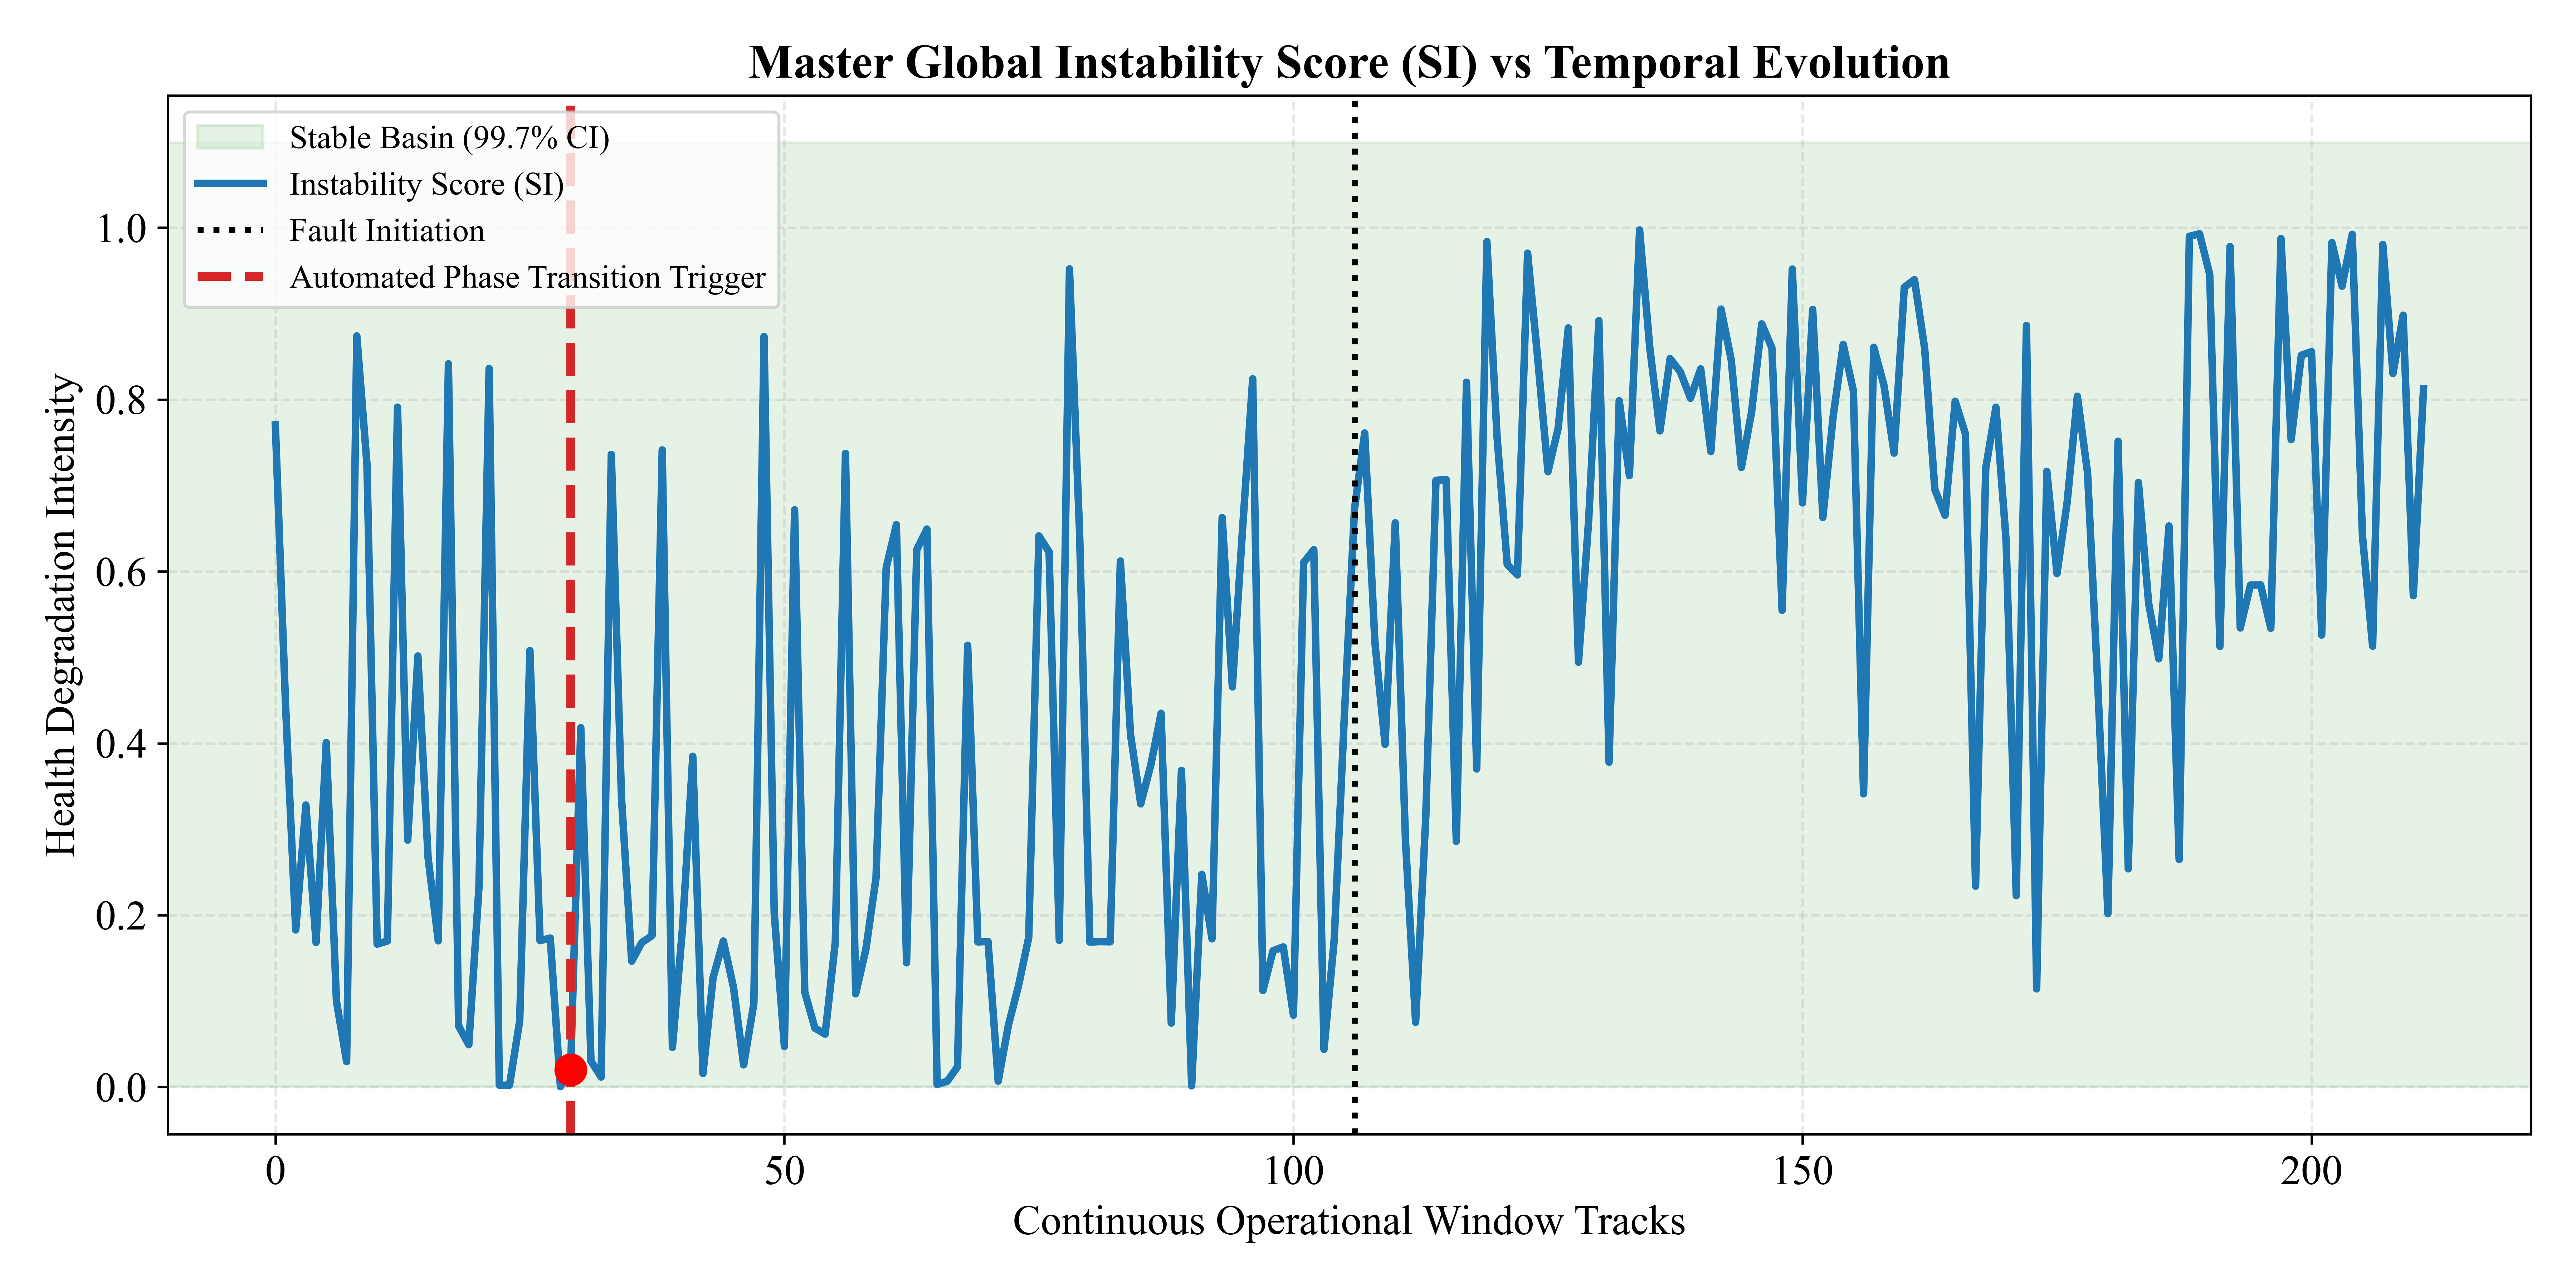 Master Global Instability Score (SI) vs Temporal Evolution
Stable Basin (99.7% CI)
Instability Score (SI)
Fault Initiation
Automated Phase Transition Trigger
Health Degradation Intensity
1.0
0.8
0.6
0.4
0.2
0.0
0 50 100 150 200
Continuous Operational Window Tracks